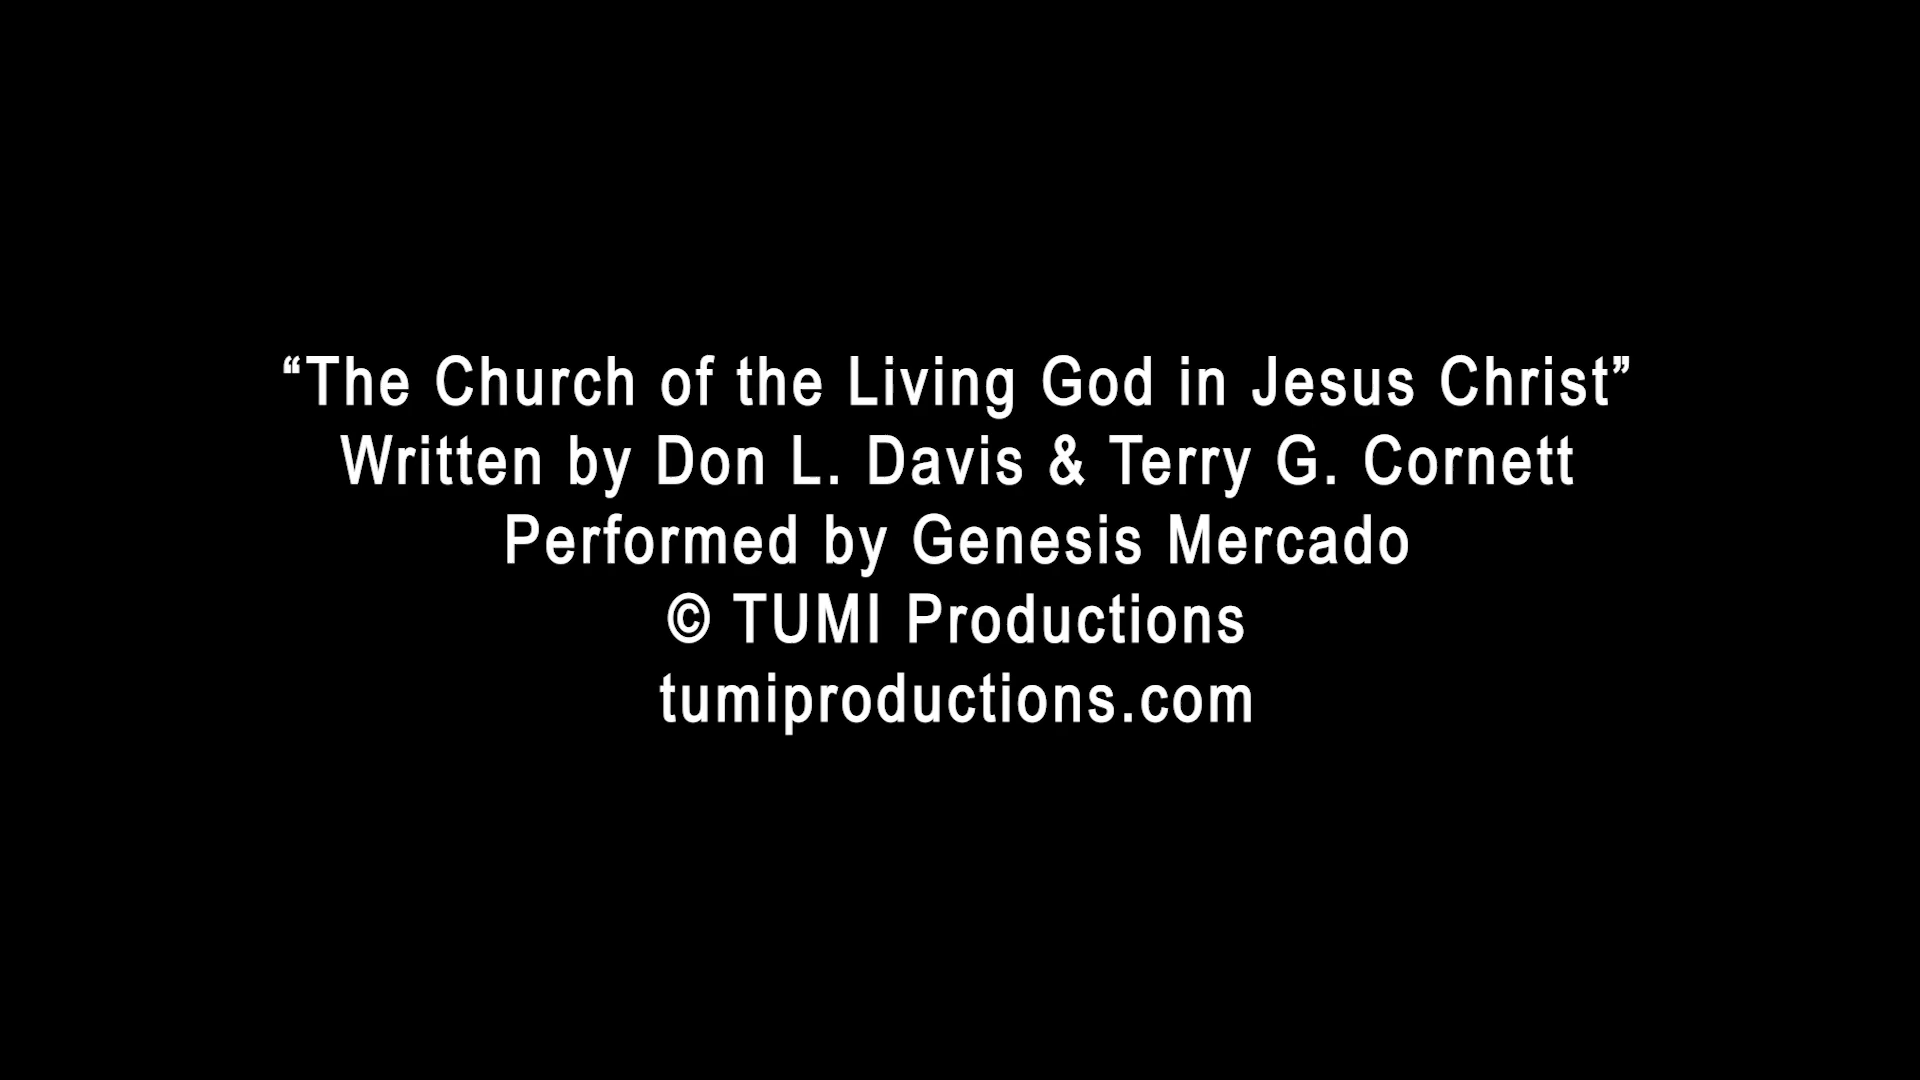 “The Church of the Living God in Jesus Christ”
Written by Don L. Davis & Terry G. Cornett
Performed by Genesis Mercado
© TUMI Productions
tumiproductions.com